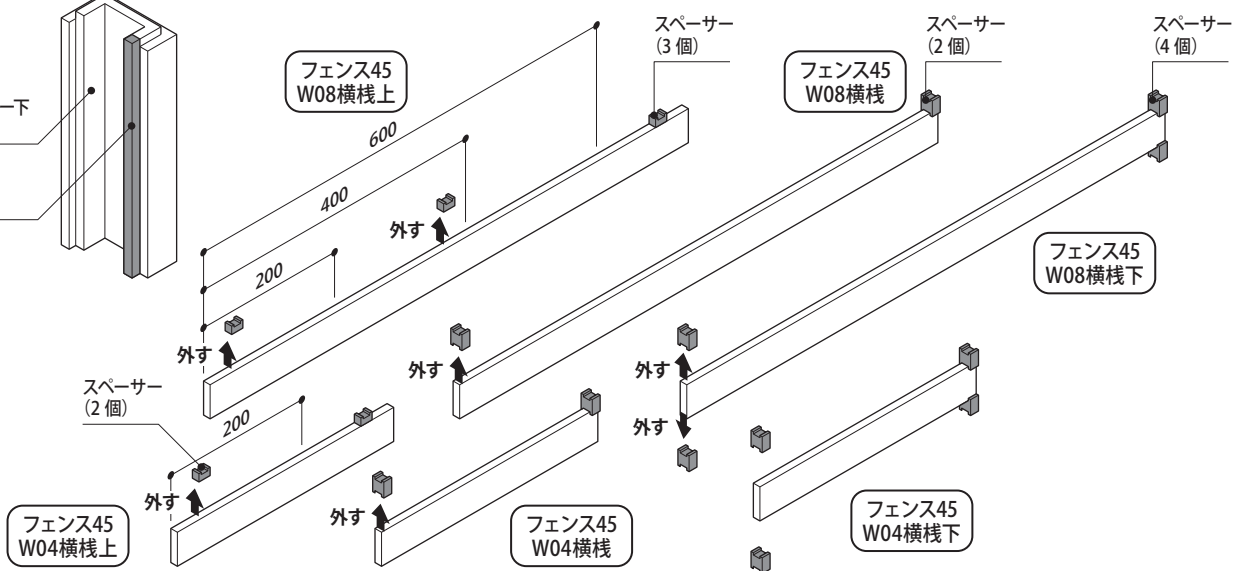 ー下
フェンス45
W08横桟上
600
400
200
外す
外す
スペーサー
(3 個)
フェンス45
W08横桟
スペーサー
(2 個)
外す
スペーサー
(4 個)
フェンス45
W08横桟下
外す
外す
スペーサー
(2 個)
200
外す
フェンス45
W04横桟上
外す
フェンス45
W04横桟
フェンス45
W04横桟下